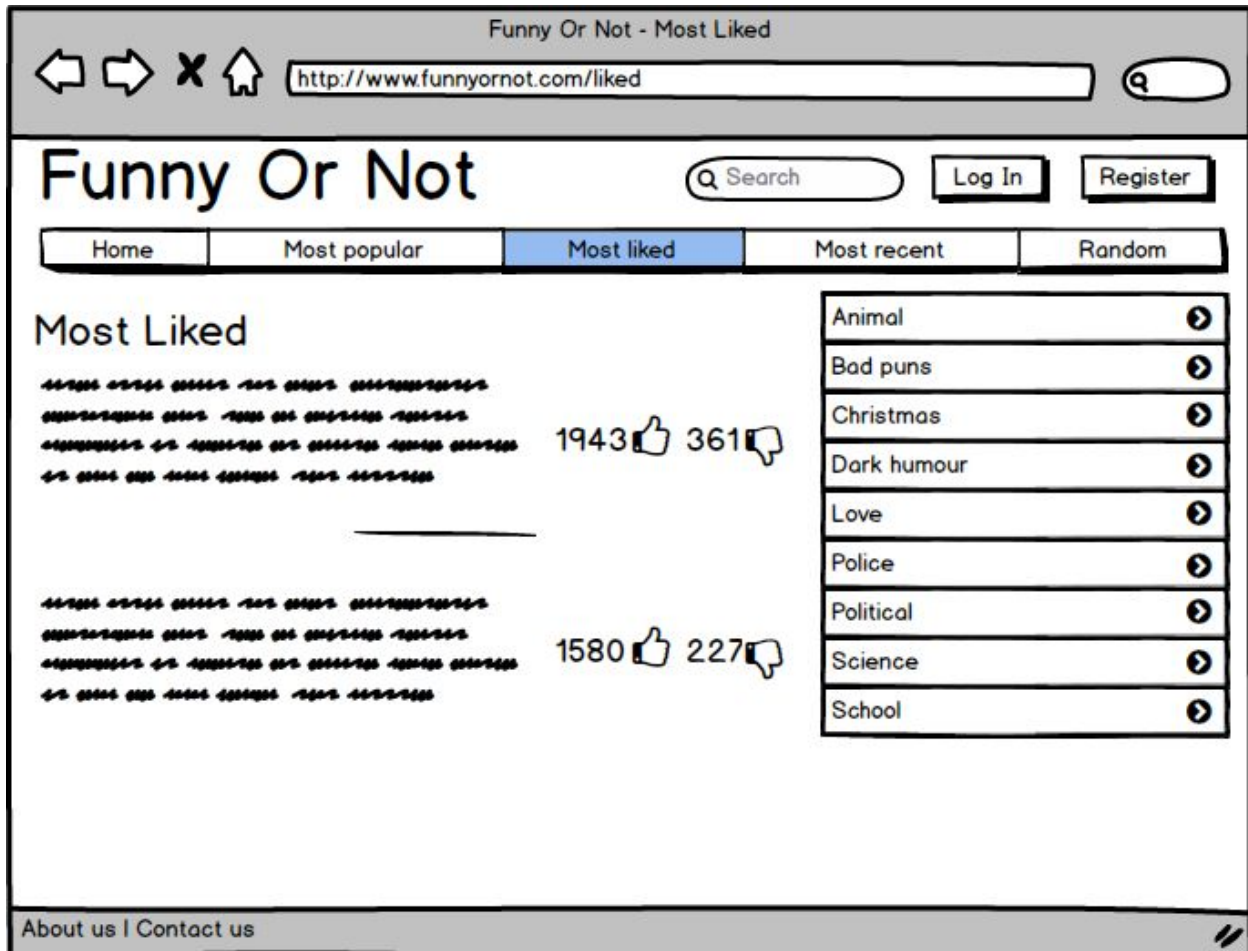 Funny Or Not - Most Liked
http://www.funnyornot.com/liked
Funny Or Not
Search
Log In
Register
Home Most popular Most liked Most recent Random
Most Liked
1943 361
1580 227
Animal
Bad puns
Christmas
Dark humour
Love
Police
Political
Science
School
About us | Contact us